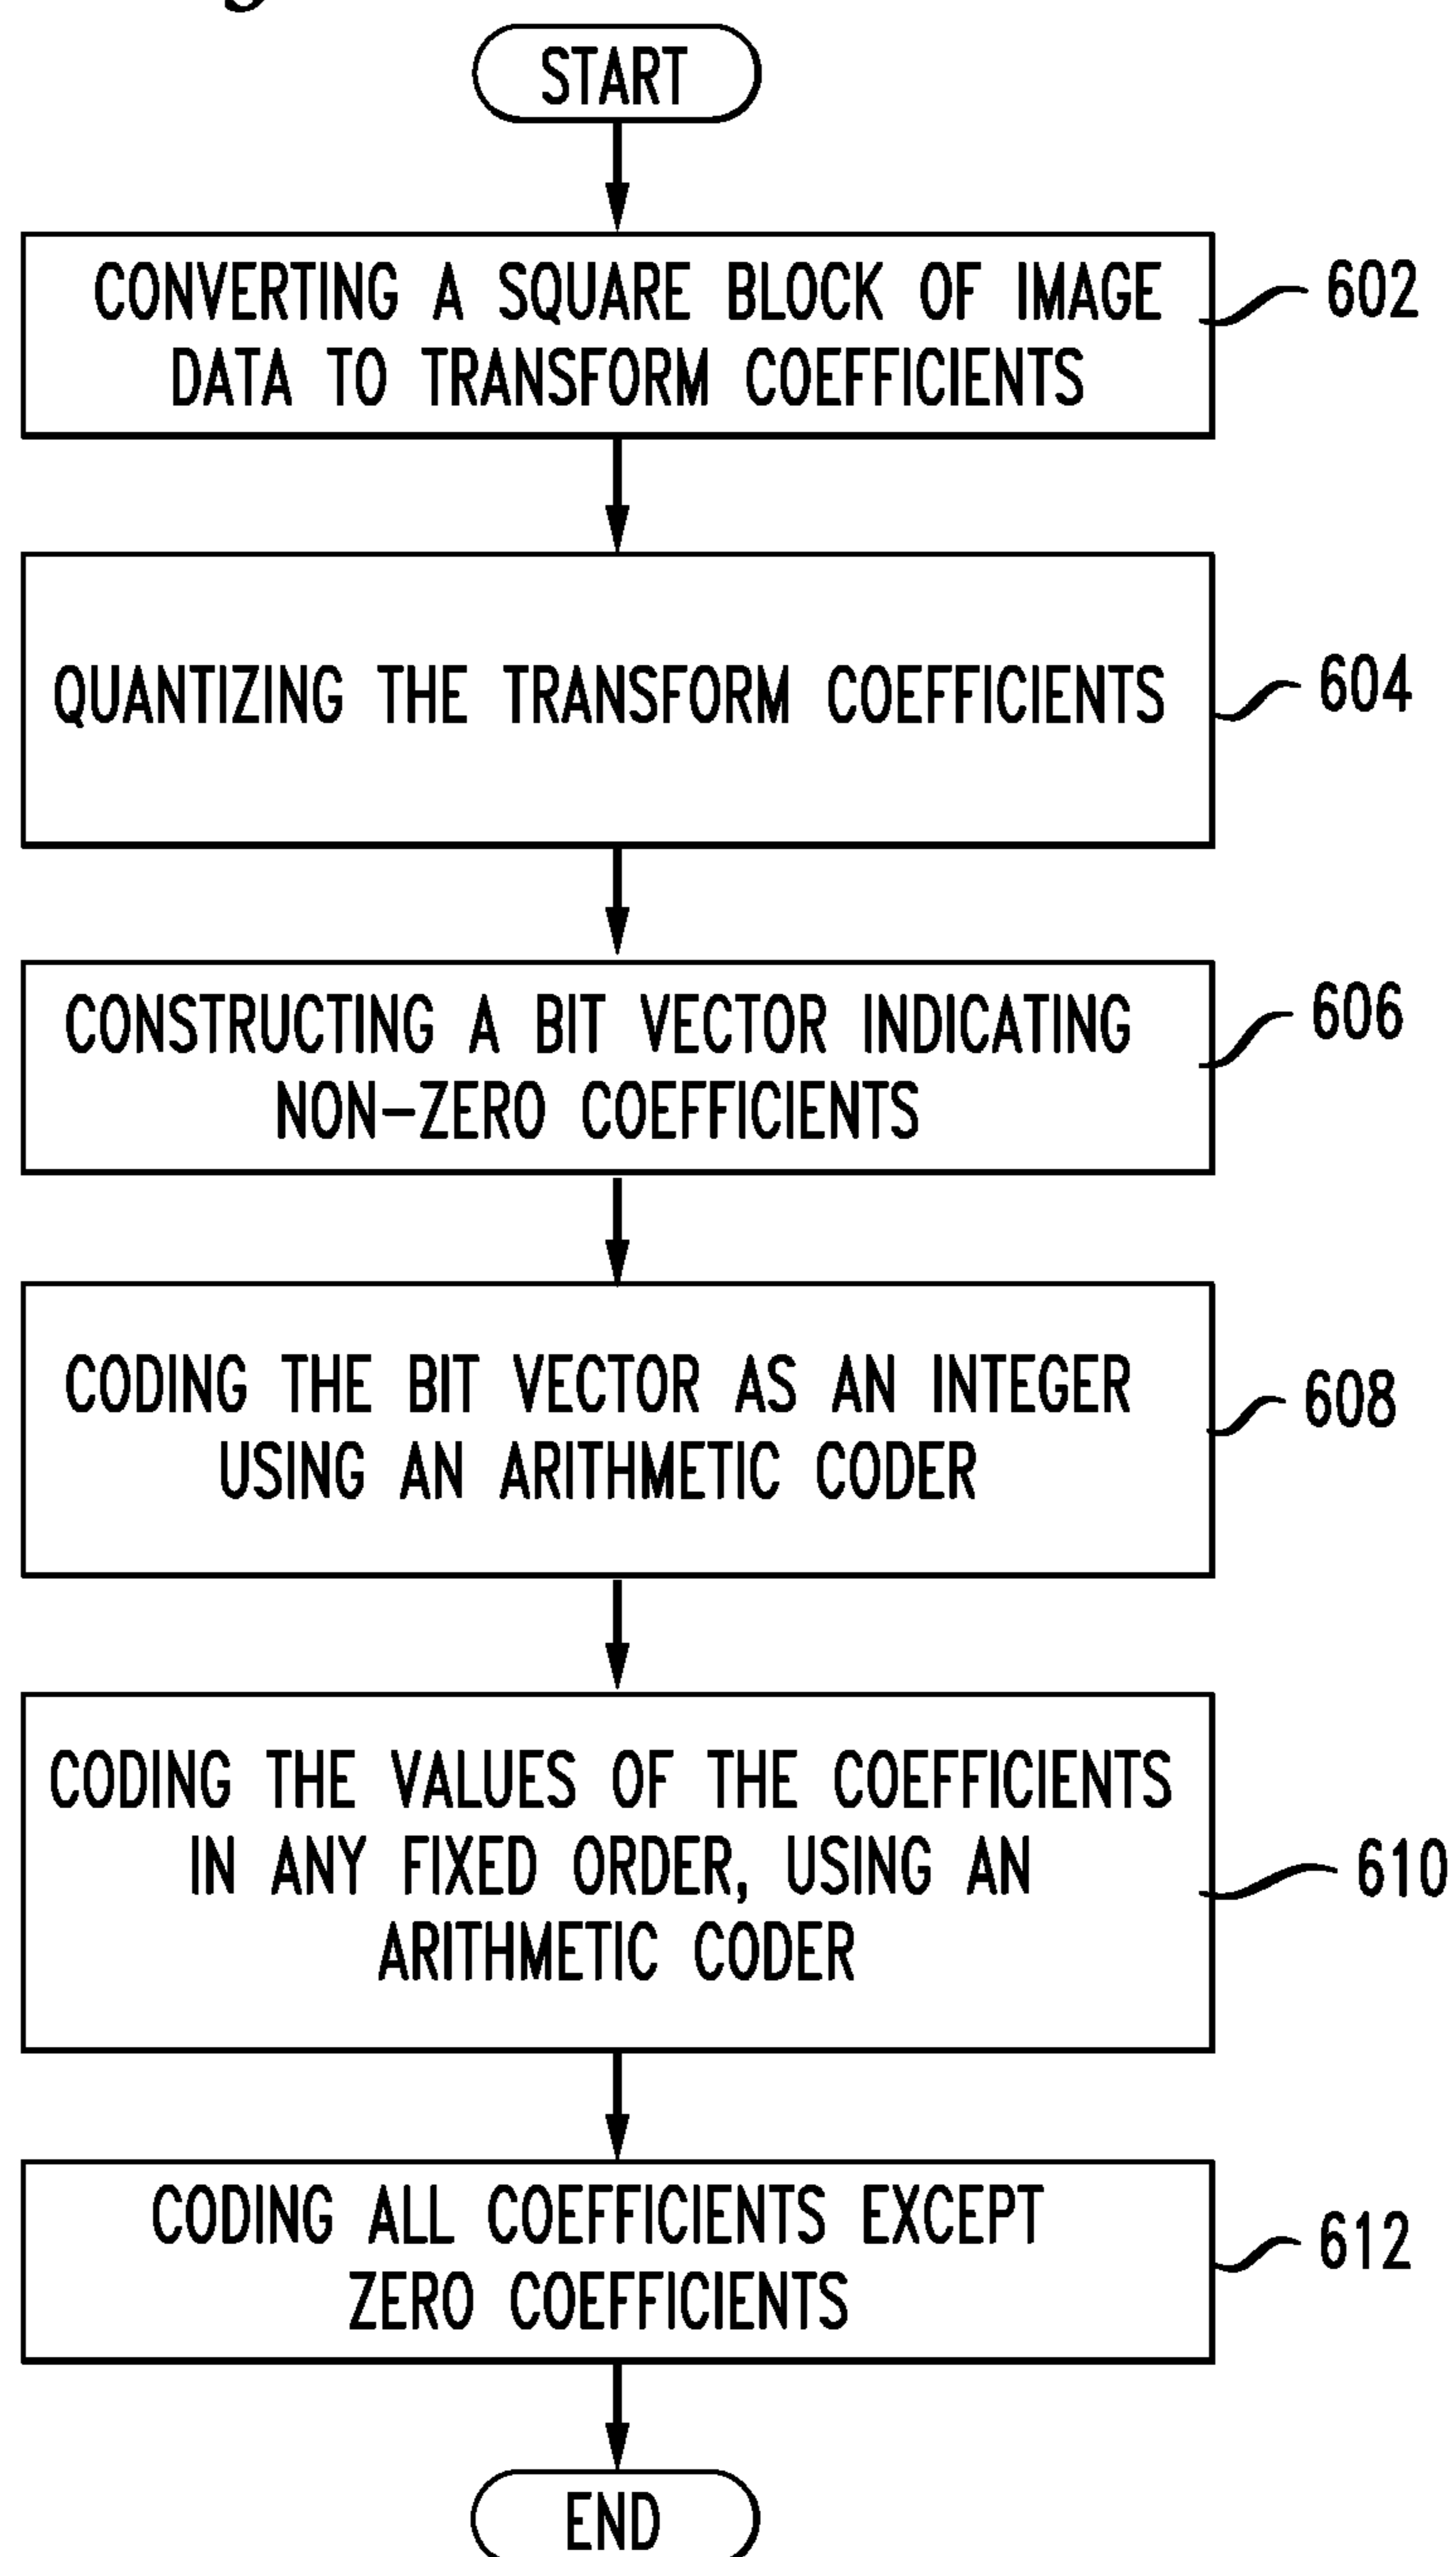 START
CONVERTING A SQUARE BLOCK OF IMAGE
DATA TO TRANSFORM COEFFICIENTS
602
QUANTIZING THE TRANSFORM COEFFICIENTS
604
CONSTRUCTING A BIT VECTOR INDICATING
NON-ZERO COEFFICIENTS
606
CODING THE BIT VECTOR AS AN INTEGER
USING AN ARITHMETIC CODER
608
CODING THE VALUES OF THE COEFFICIENTS
IN ANY FIXED ORDER, USING AN
ARITHMETIC CODER
610
CODING ALL COEFFICIENTS EXCEPT
ZERO COEFFICIENTS
612
END